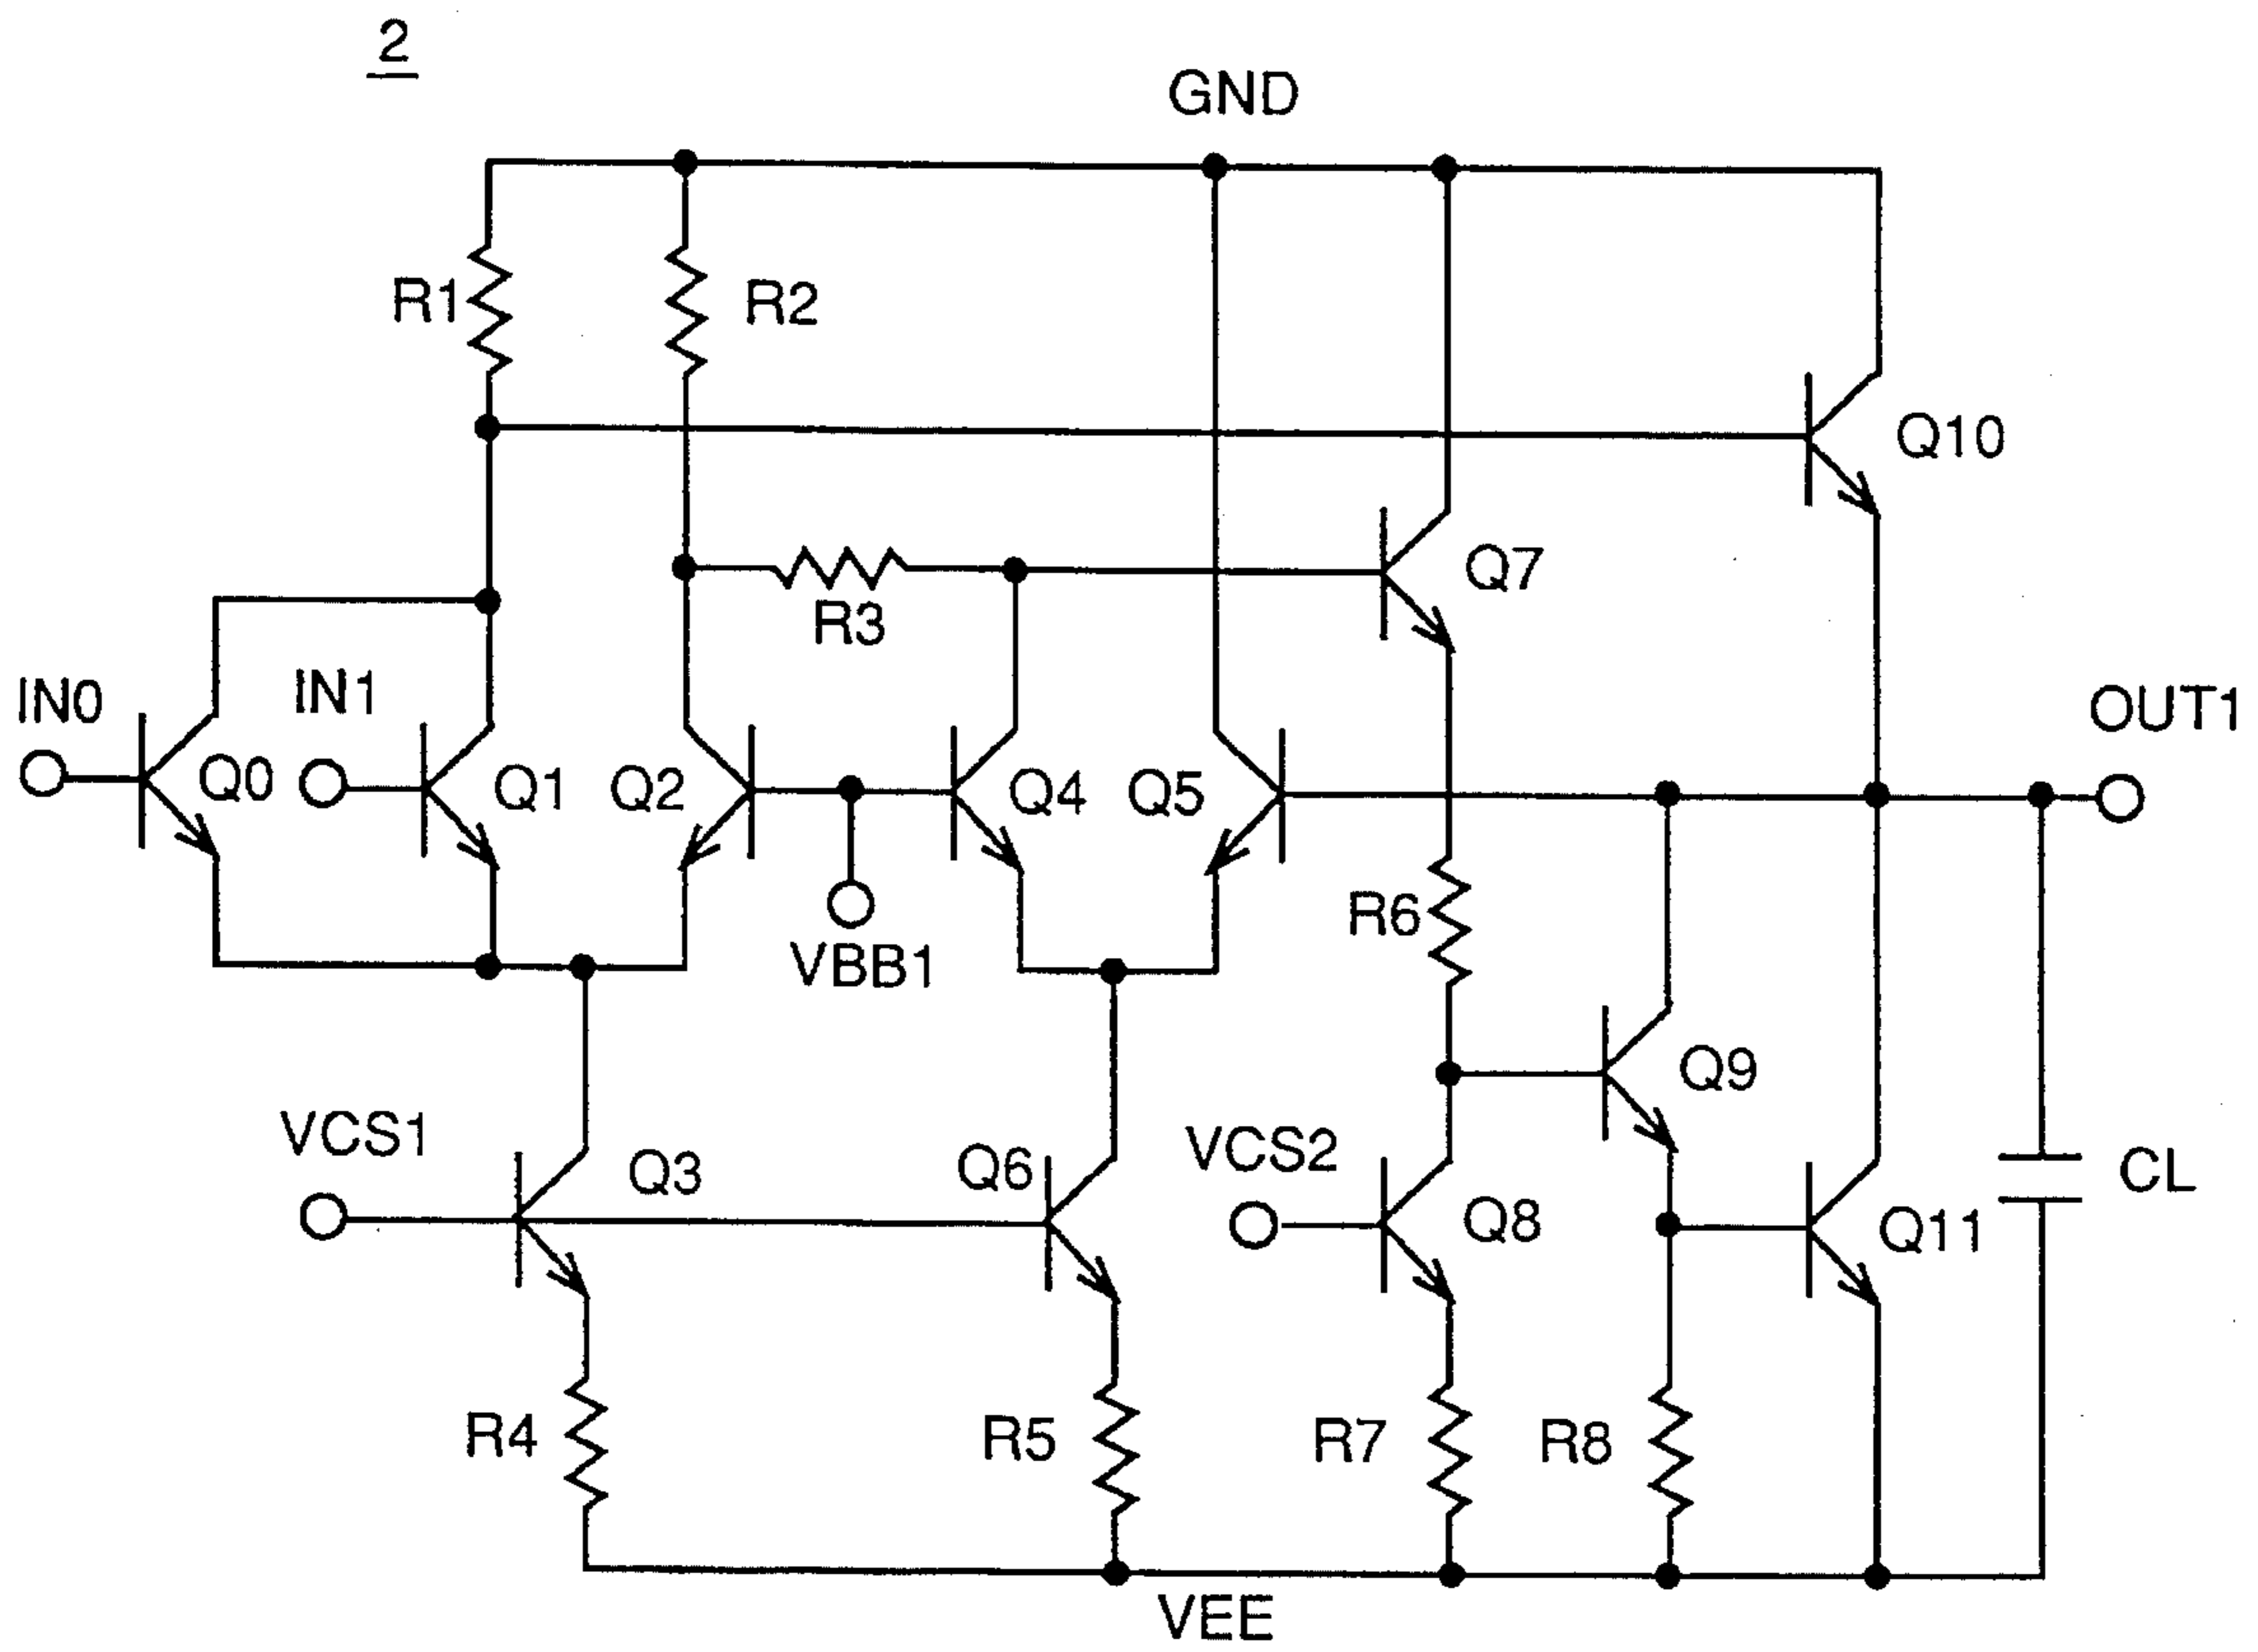 2
GND
R1
R2
Q10
Q7
R3
IN0
IN1
OUT1
Q0
Q1
Q2
Q4
Q5
R6
VBB1
Q9
VCS1
VCS2
Q3
Q6
CL
Q8
Q11
R4
R5
R7
R8
VEE